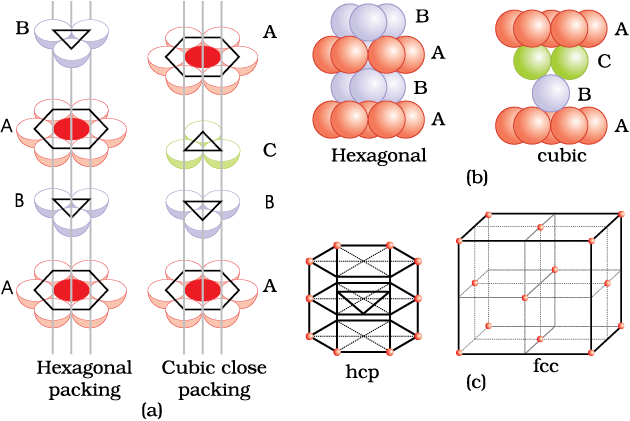 B
A
B
A
Hexagonal
packing
A
C
B
A
Cubic close
packing
(a)
B
A
B
A
Hexagonal
A
C
B
A
cubic
(b)
hcp
fcc
(c)